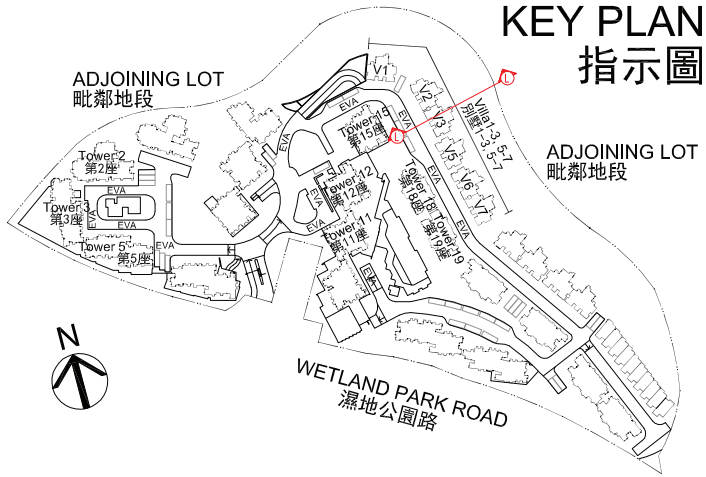 KEY PLAN
指示圖
ADJOINING LOT
毗鄰地段
V1
V2
V3
V5
V6
V7
Villa1-3, 5-7
別墅1-3, 5-7
L
L
EVA
EVA
EVA
Tower 15
第15座
ADJOINING LOT
毗鄰地段
Tower 2
第2座
EVA
Tower 12
第12座
EVA
Tower 18
第18座
Tower 3
第3座
EVA
EVA
EVA
Tower 11
第11座
Tower 19
第19座
Tower 5
第5座
EVA
EVA
N
WETLAND PARK ROAD
濕地公園路